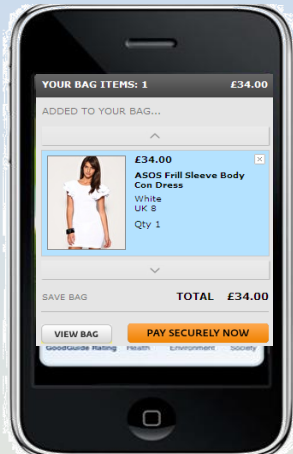 YOUR BAG ITEMS: 1 £34.00
ADDED TO YOUR BAG...
£34.00
ASOS Frill Sleeve Body
Con Dress
White
UK 8
Qty 1
SAVE BAG TOTAL £34.00
VIEW BAG PAY SECURELY NOW
GoodGuide Rating Health Environment Society